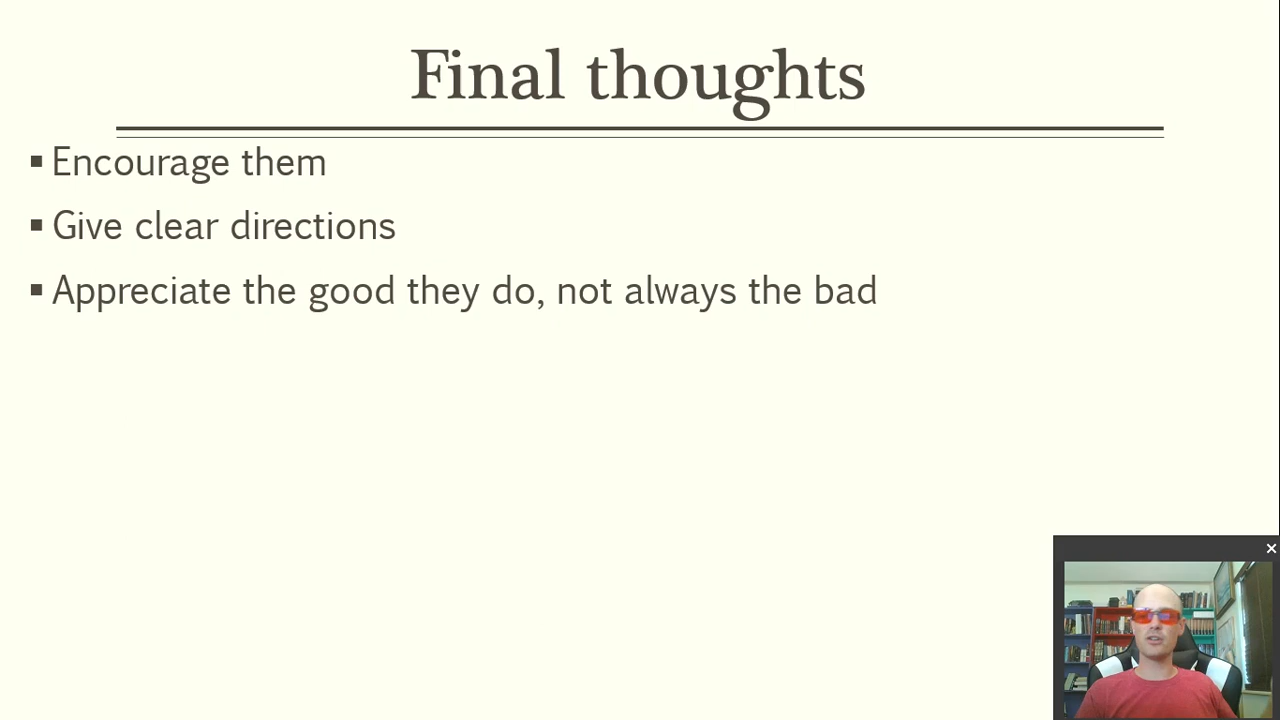 Final thoughts
Encourage them
Give clear directions
Appreciate the good they do, not always the bad